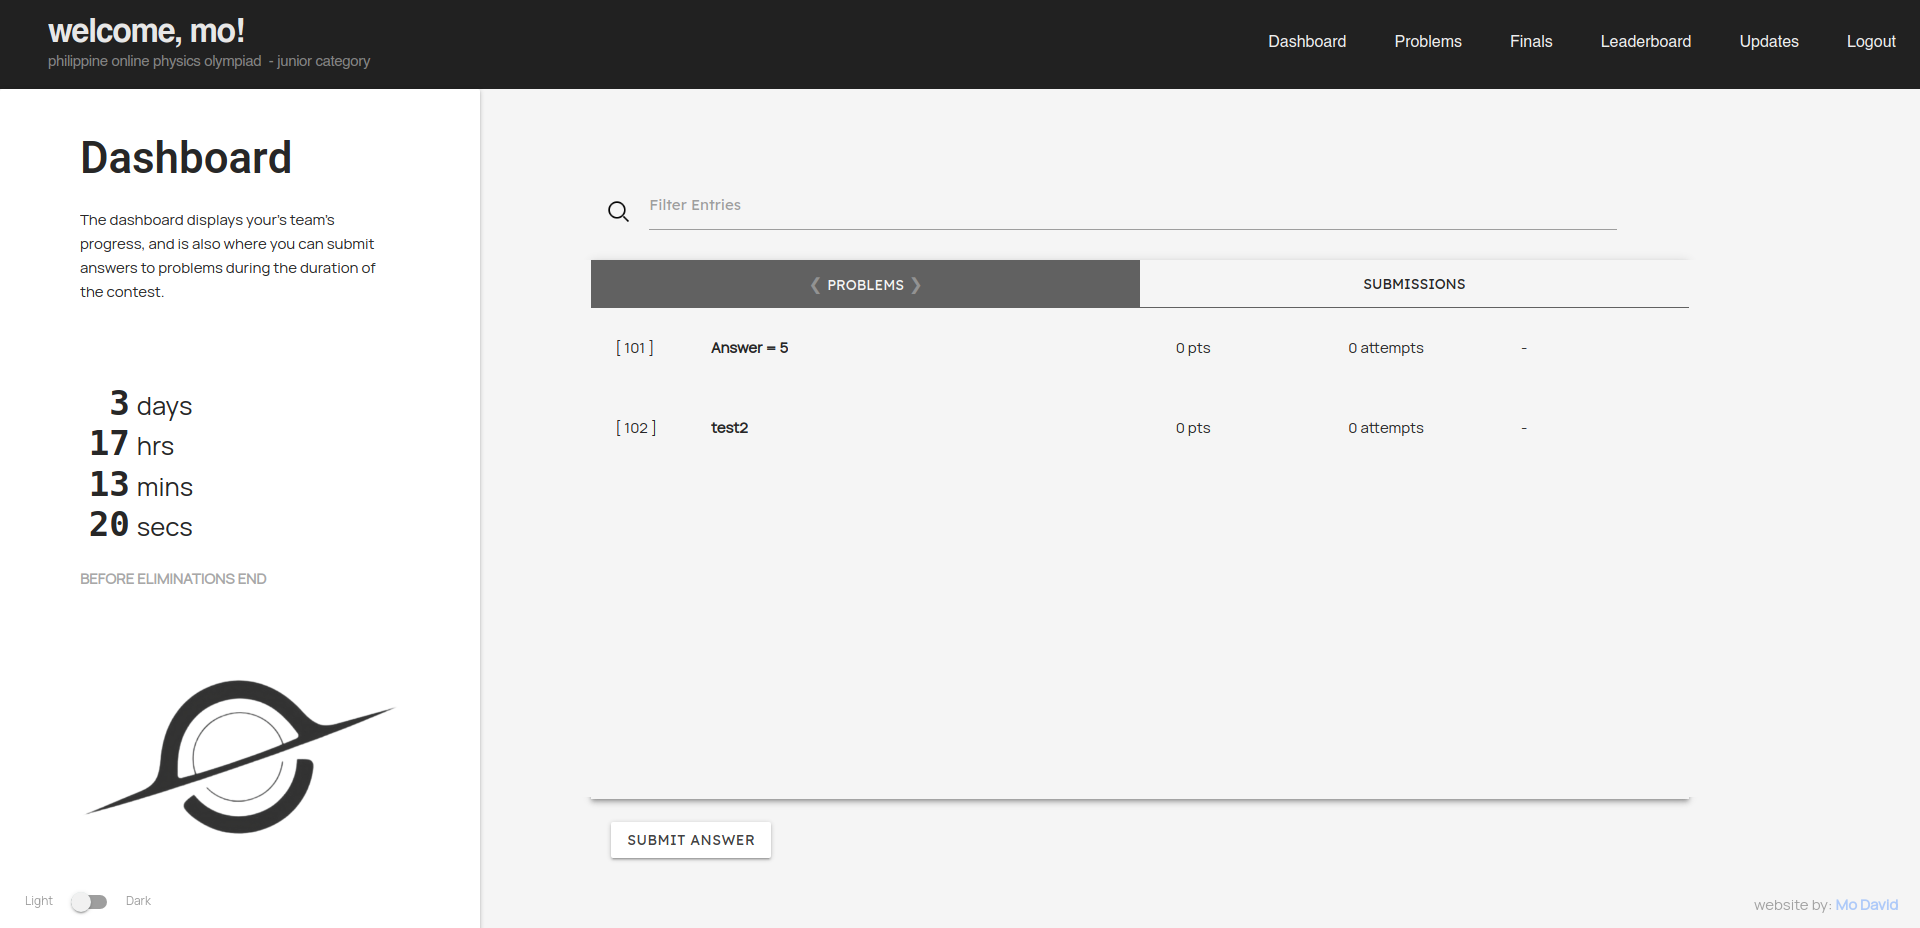 welcome, mo!
philippine online physics olympiad - junior category
Dashboard Problems Finals Leaderboard Updates Logout
Dashboard
The dashboard displays your's team's
progress, and is also where you can submit
answers to problems during the duration of
the contest.
3 days
17 hrs
13 mins
20 secs
BEFORE ELIMINATIONS END
Light Dark
Filter Entries
❮ PROBLEMS ❯ SUBMISSIONS
[ 101 ] Answer = 5 0 pts 0 attempts -
[ 102 ] test2 0 pts 0 attempts -
SUBMIT ANSWER
website by: Mo David